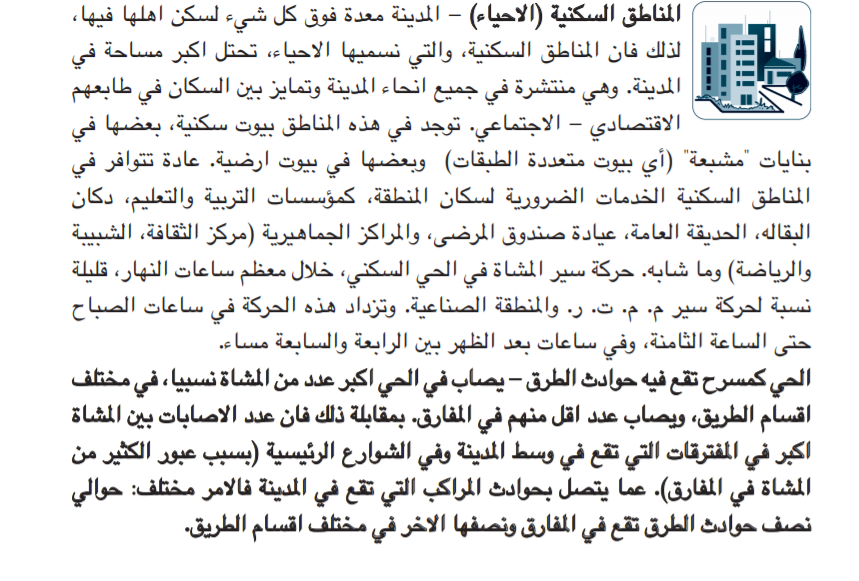 المناطق السكنية (الاحياء) – المدينة معدة فوق كل شيء لسكن اهلها فيها،
لذلك فان المناطق السكنية، والتي نسميها الاحياء، تحتل اكبر مساحة في
المدينة. وهي منتشرة في جميع انحاء المدينة وتمايز بين السكان في طابعهم
الاقتصادي – الاجتماعي. توجد في هذه المناطق بيوت سكنية، بعضها في
بنايات "مشبعة" (أي بيوت متعددة الطبقات) وبعضها في بيوت ارضية. عادة تتوافر في
المناطق السكنية الخدمات الضرورية لسكان المنطقة، كمؤسسات التربية والتعليم، دكان
البقاله، الحديقة العامة، عيادة صندوق المرضى، والمراكز الجماهيرية (مركز الثقافة، الشبيبة
والرياضة) وما شابه. حركة سير المشاة في الحي السكني، خلال معظم ساعات النهار، قليلة
نسبة لحركة سير م. م. ت. ر. والمنطقة الصناعية. وتزداد هذه الحركة في ساعات الصباح
حتى الساعة الثامنة، وفي ساعات بعد الظهر بين الرابعة والسابعة مساء.
الحي كمسرح تقع فيه حوادث الطرق – يصاب في الحي اكبر عدد من المشاة نسبيا، في مختلف
اقسام الطريق، ويصاب عدد اقل منهم في المفارق. بمقابلة ذلك فان عدد الاصابات بين المشاة
اكبر في المفترقات التي تقع في وسط المدينة وفي الشوارع الرئيسية (بسبب عبور الكثير من
المشاة في المفارق). عما يتصل بحوادث المراكب التي تقع في المدينة فالامر مختلف: حوالي
نصف حوادث الطرق تقع في المفارق ونصفها الاخر في مختلف اقسام الطريق.